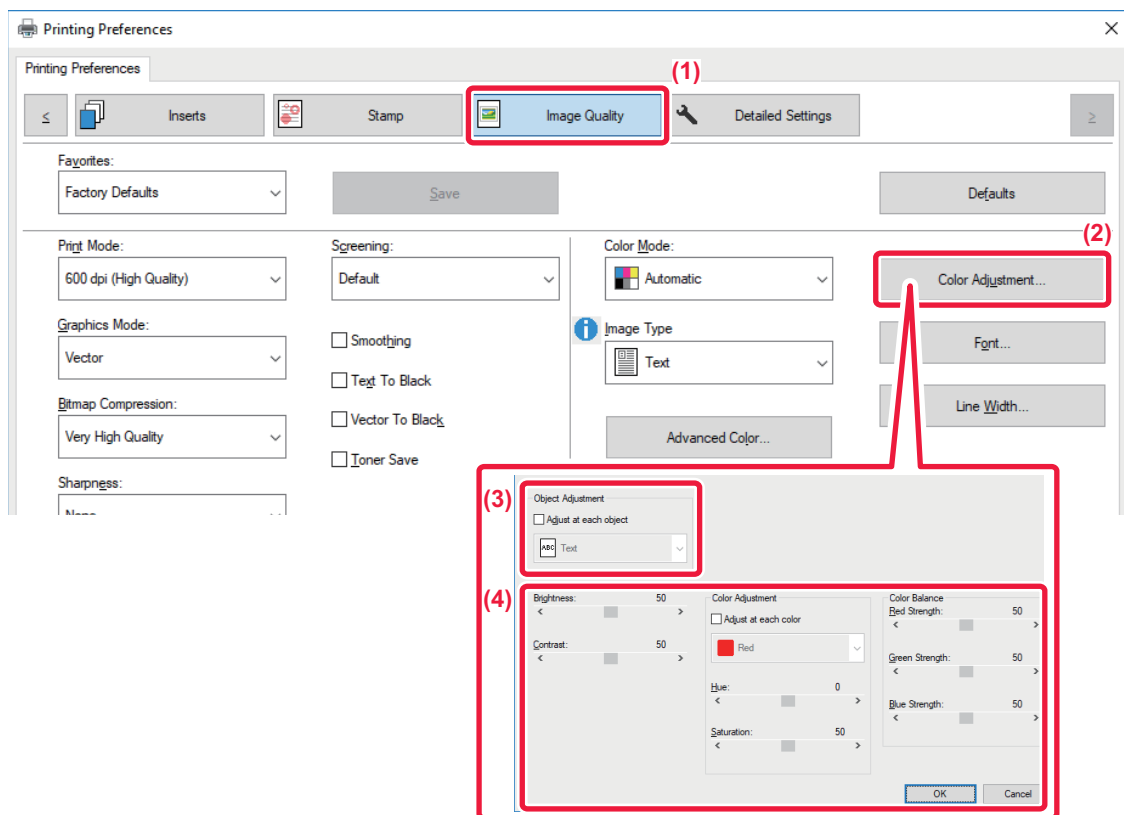 Printing Preferences
Printing Preferences
(1)
≤ Inserts Stamp Image Quality Detailed Settings ≥
Favorites:
Factory Defaults Save Defaults
(2)
Print Mode: Screening: Color Mode:
600 dpi (High Quality) Default Automatic Color Adjustment...
Graphics Mode: Smoothing Image Type Font...
Vector Text Text To Black
Bitmap Compression: Vector To Black Line Width...
Very High Quality Advanced Color...
Toner Save
Sharpness:
None
(3)
Object Adjustment
Adjust at each object
ABC Text
(4)
Brightness: 50 Color Adjustment Color Balance
Adjust at each color Red Strength: 50
Contrast: 50 Red
Green Strength: 50
Hue: 0
Blue Strength: 50
Saturation: 50
OK Cancel